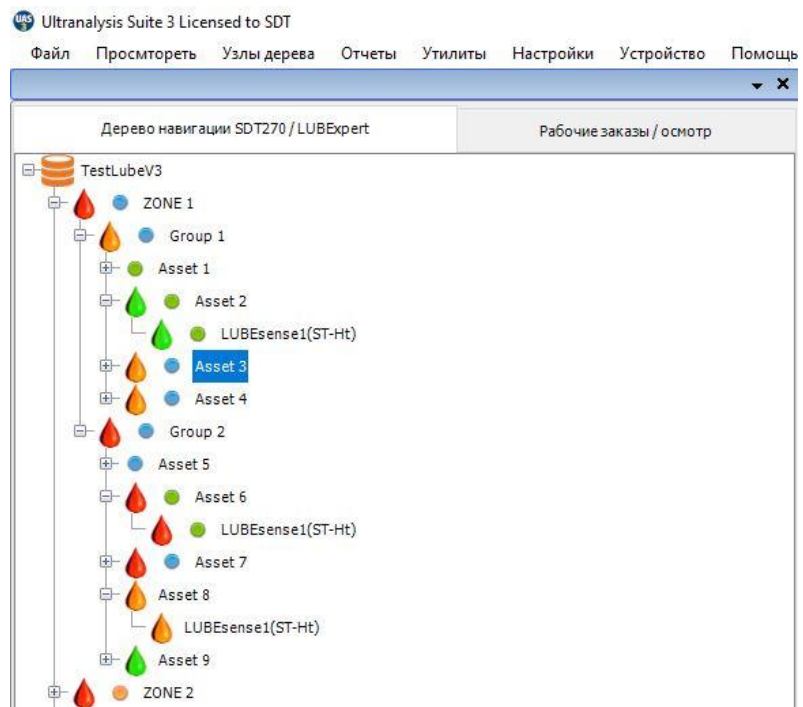 UAS 3 Ultranalysis Suite 3 Licensed to SDT
Файл Просмтореть Узлы дерева Отчеты Утилиты Настройки Устройство Помощь
Дерево навигации SDT270 / LUBExpert Рабочие заказы / осмотр
TestLubeV3
ZONE 1
Group 1
Asset 1
Asset 2
LUBEsense1(ST-Ht)
Asset 3
Asset 4
Group 2
Asset 5
Asset 6
LUBEsense1(ST-Ht)
Asset 7
Asset 8
LUBEsense1(ST-Ht)
Asset 9
ZONE 2